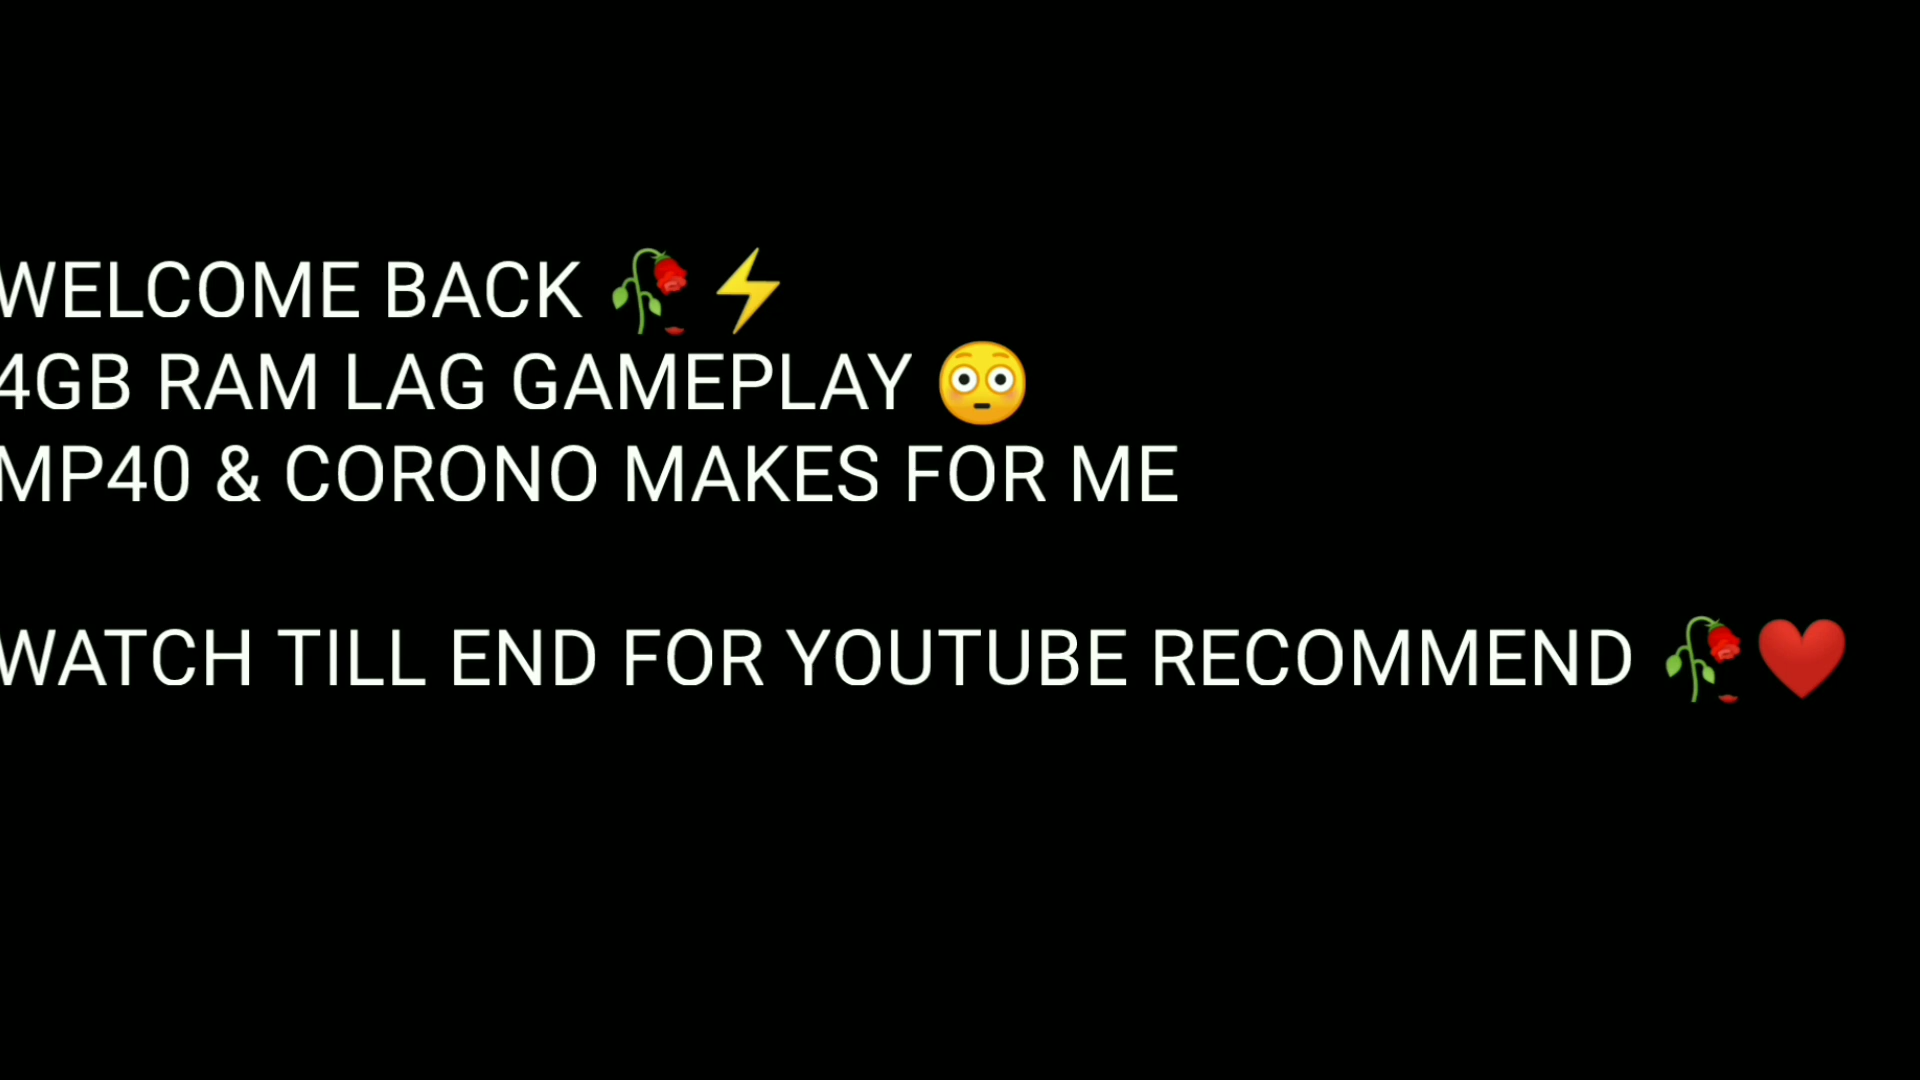 WELCOME BACK 🥀⚡
4GB RAM LAG GAMEPLAY 😳
MP40 & CORONO MAKES FOR ME
WATCH TILL END FOR YOUTUBE RECOMMEND 🥀❤️